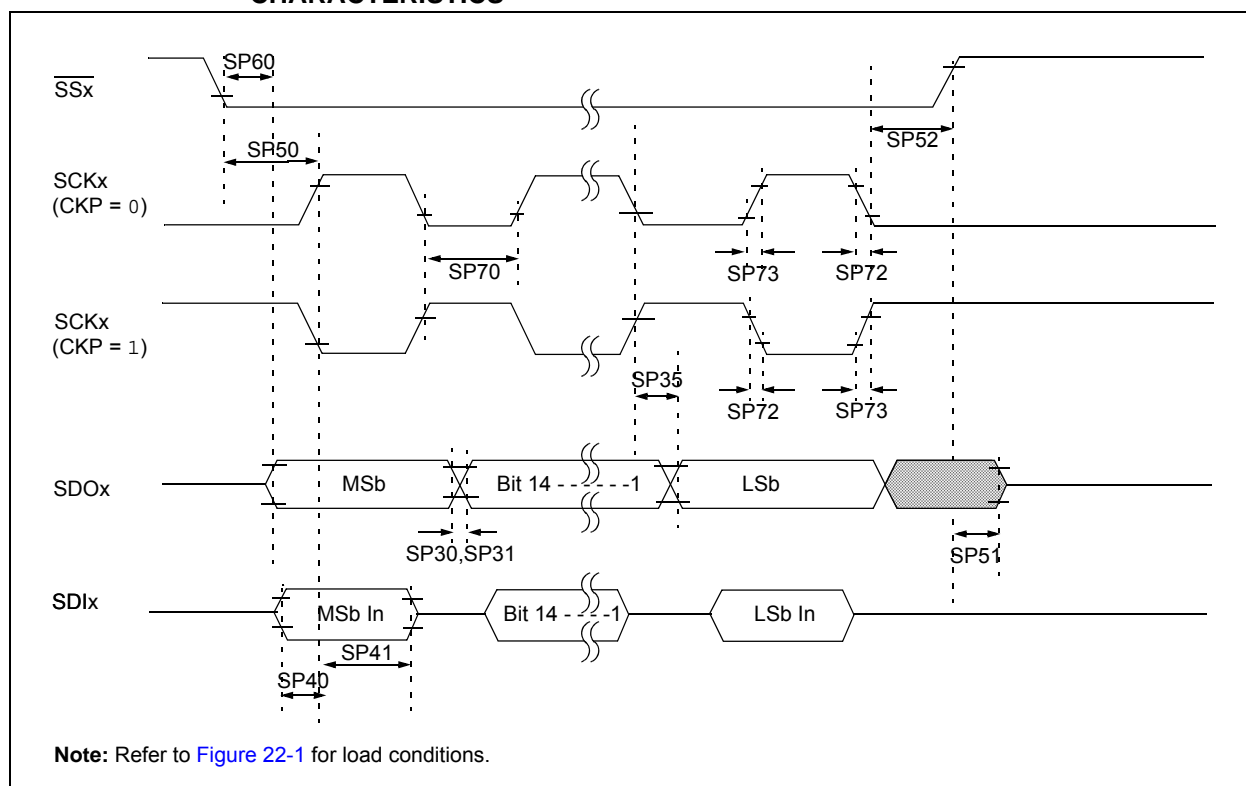 CHARACTERISTICS
SP60
SSx
SP52
SP50
SCKx
(CKP = 0)
SP70
SP73
SP72
SCKx
(CKP = 1)
SP35
SP72
SP73
SDOx
MSb
Bit 14 - - - - - -1
LSb
SP30,SP31
SP51
SDIx
MSb In
Bit 14 - - - -1
LSb In
SP41
SP40
Note: Refer to Figure 22-1 for load conditions.